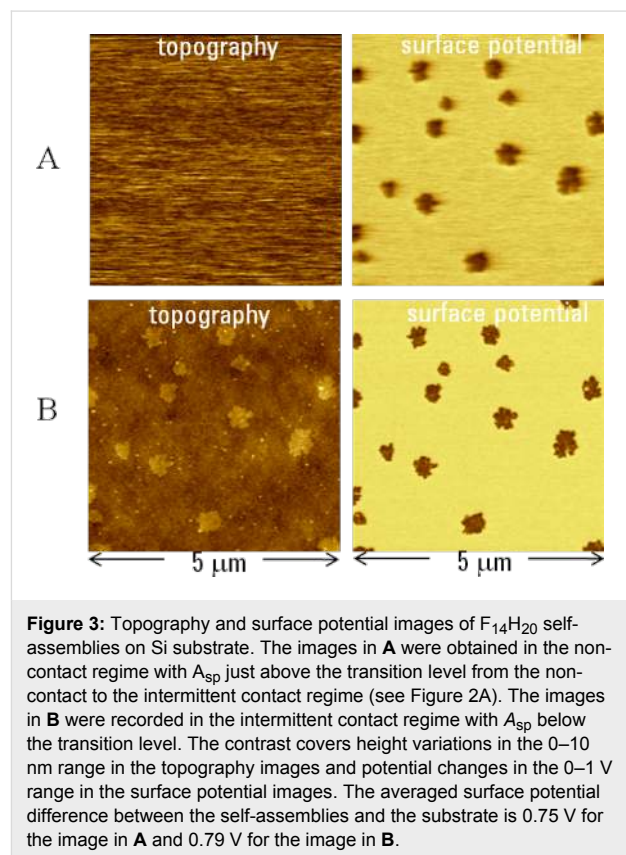 topography surface potential
A
topography surface potential
B
5 μm 5 μm
Figure 3: Topography and surface potential images of F₁₄H₂₀ self-
assemblies on Si substrate. The images in A were obtained in the non-
contact regime with Aₛₚ just above the transition level from the non-
contact to the intermittent contact regime (see Figure 2A). The images
in B were recorded in the intermittent contact regime with Aₛₚ below
the transition level. The contrast covers height variations in the 0–10
nm range in the topography images and potential changes in the 0–1 V
range in the surface potential images. The averaged surface potential
difference between the self-assemblies and the substrate is 0.75 V for
the image in A and 0.79 V for the image in B.